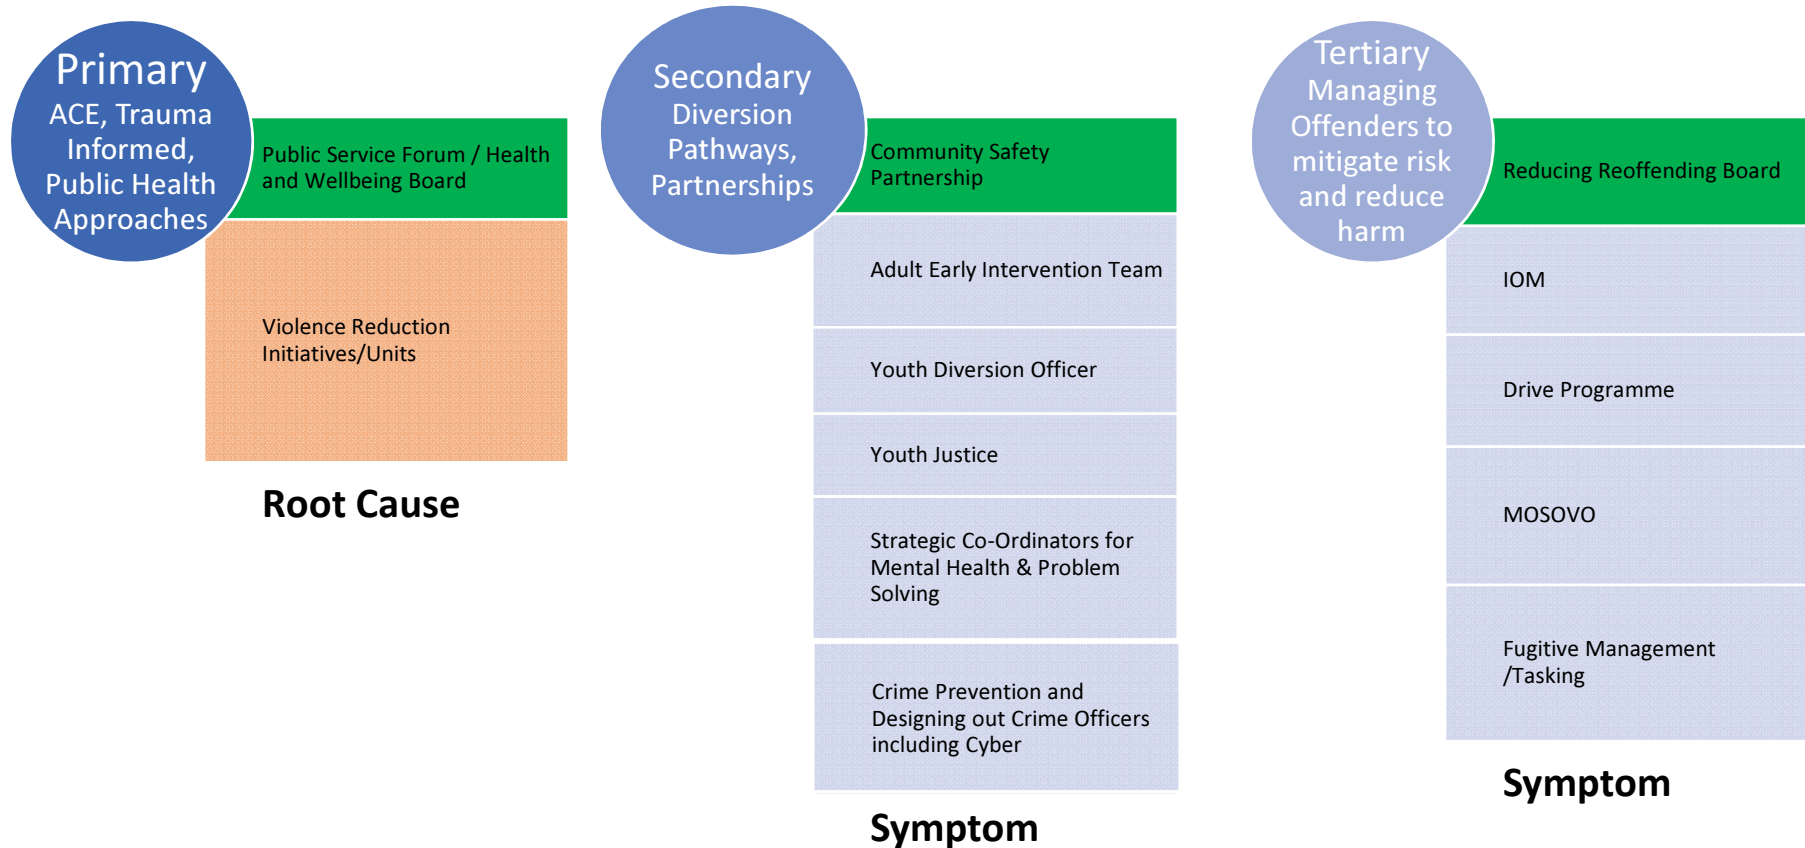 Primary
ACE, Trauma
Informed,
Public Health
Approaches
Public Service Forum / Health
and Wellbeing Board
Violence Reduction
Initiatives/Units
Root Cause
Secondary
Diversion
Pathways,
Partnerships
Community Safety
Partnership
Adult Early Intervention Team
Youth Diversion Officer
Youth Justice
Strategic Co-Ordinators for
Mental Health & Problem
Solving
Crime Prevention and
Designing out Crime Officers
including Cyber
Symptom
Tertiary
Managing
Offenders to
mitigate risk
and reduce
harm
Reducing Reoffending Board
IOM
Drive Programme
MOSOVO
Fugitive Management
/Tasking
Symptom